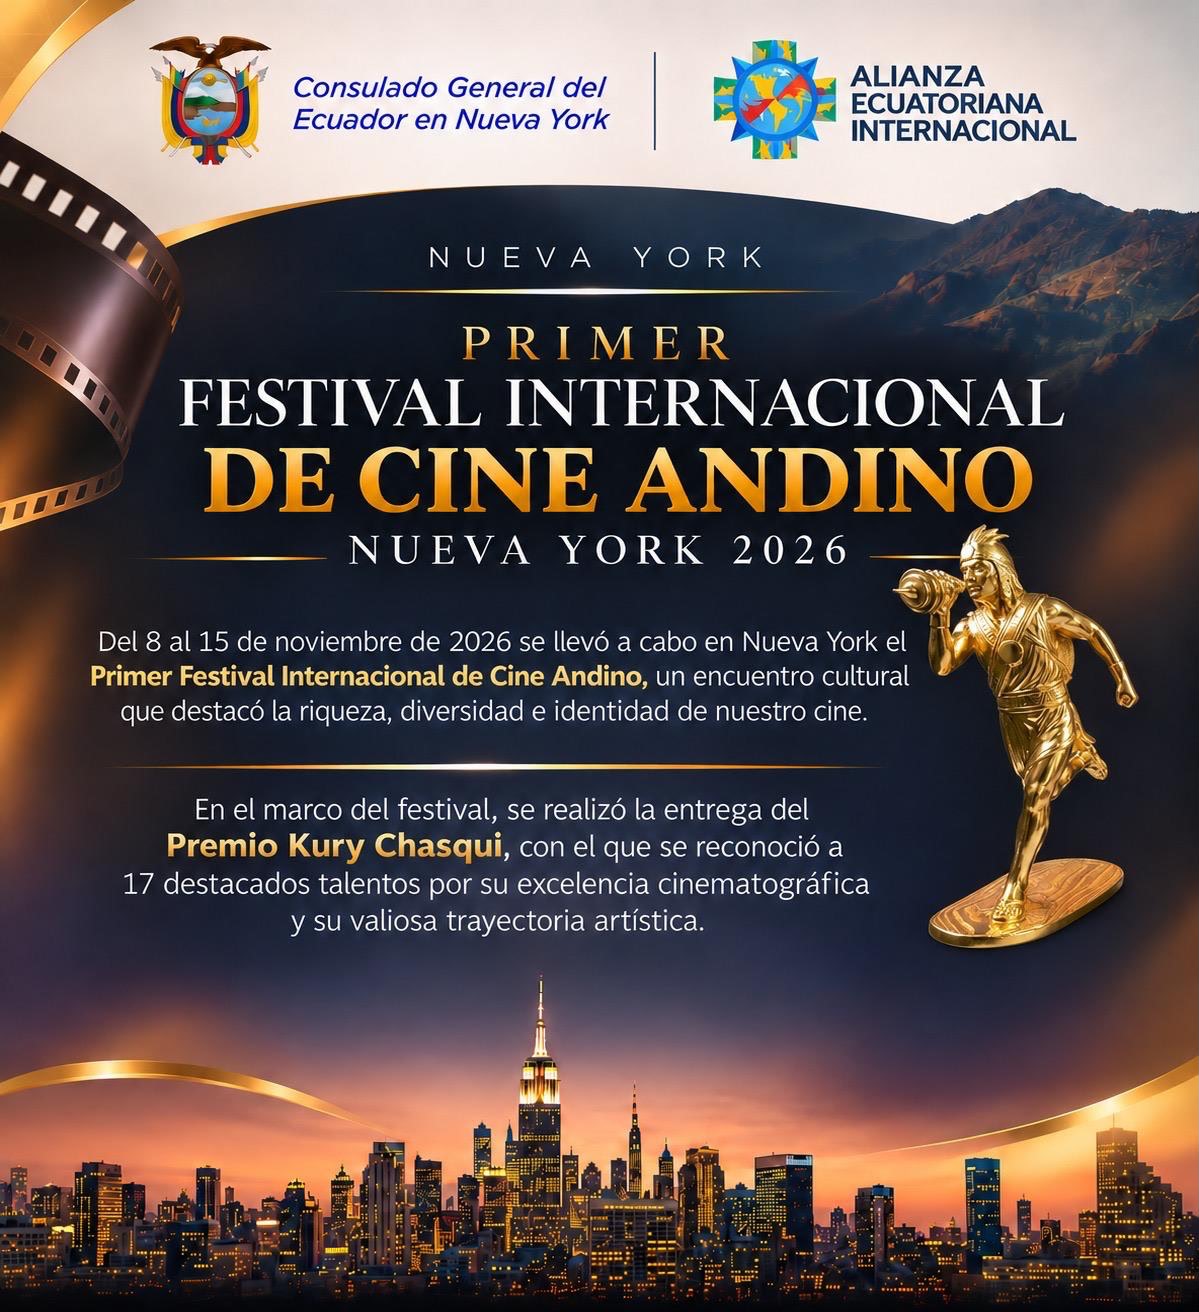 Consulado General del
Ecuador en Nueva York
ALIANZA
ECUATORIANA
INTERNACIONAL
NUEVA YORK
PRIMER
FESTIVAL INTERNACIONAL
DE CINE ANDINO
NUEVA YORK 2026
Del 8 al 15 de noviembre de 2026 se llevó a cabo en Nueva York el
Primer Festival Internacional de Cine Andino, un encuentro cultural
que destacó la riqueza, diversidad e identidad de nuestro cine.
En el marco del festival, se realizó la entrega del
Premio Kury Chasqui, con el que se reconoció a
17 destacados talentos por su excelencia cinematográfica
y su valiosa trayectoria artística.